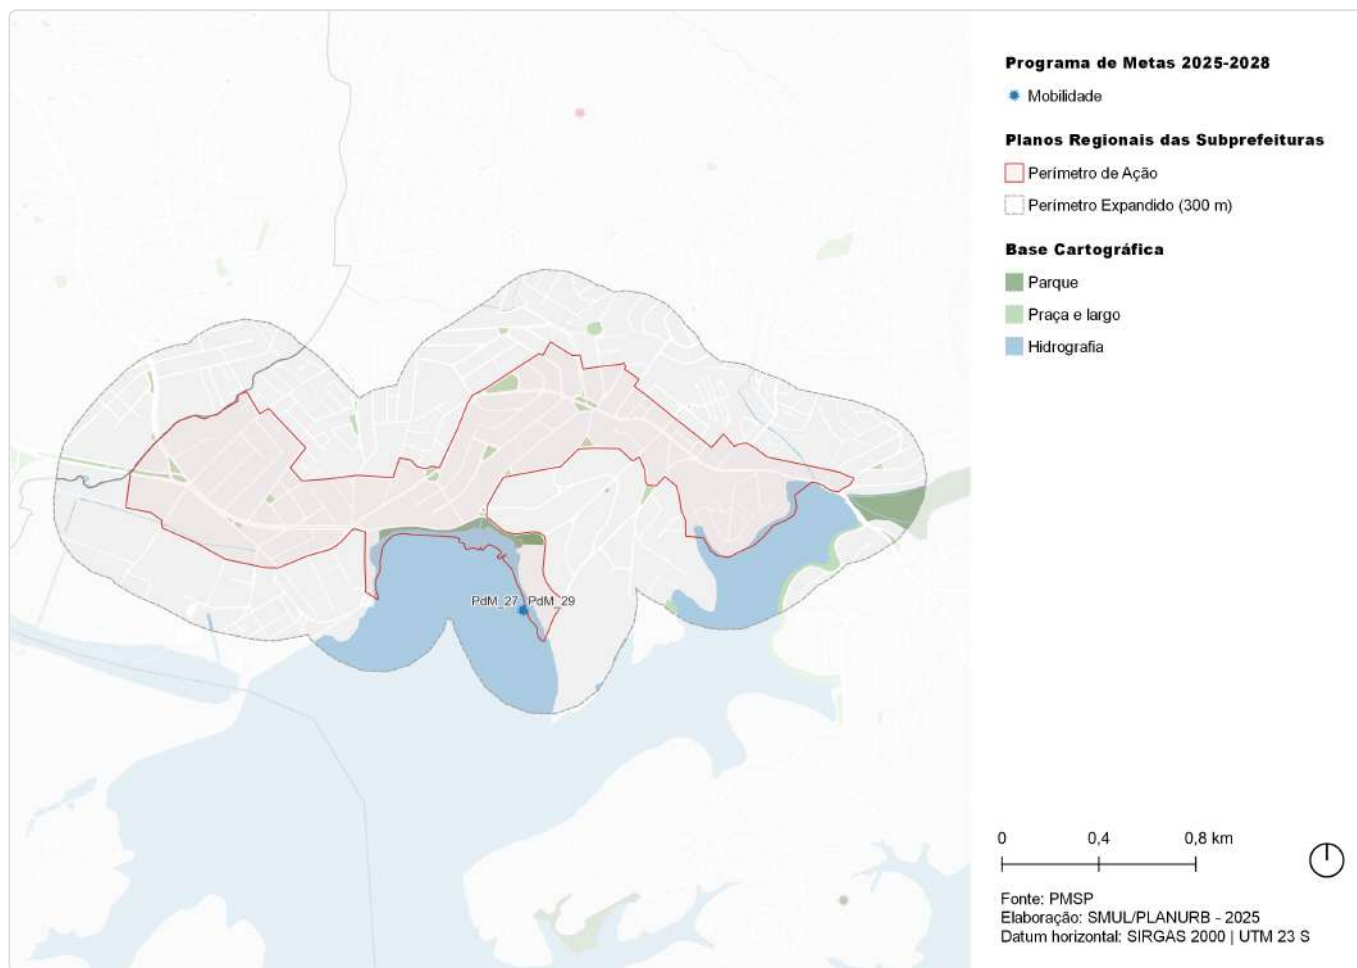 Programa de Metas 2025-2028
Mobilidade
Planos Regionais das Subprefeituras
Perímetro de Ação
Perímetro Expandido (300 m)
Base Cartográfica
Parque
Praça e largo
Hidrografia
PdM_27 PdM_29
0 0,4 0,8 km
Fonte: PMSP
Elaboração: SMUL/PLANURB - 2025
Datum horizontal: SIRGAS 2000 | UTM 23 S